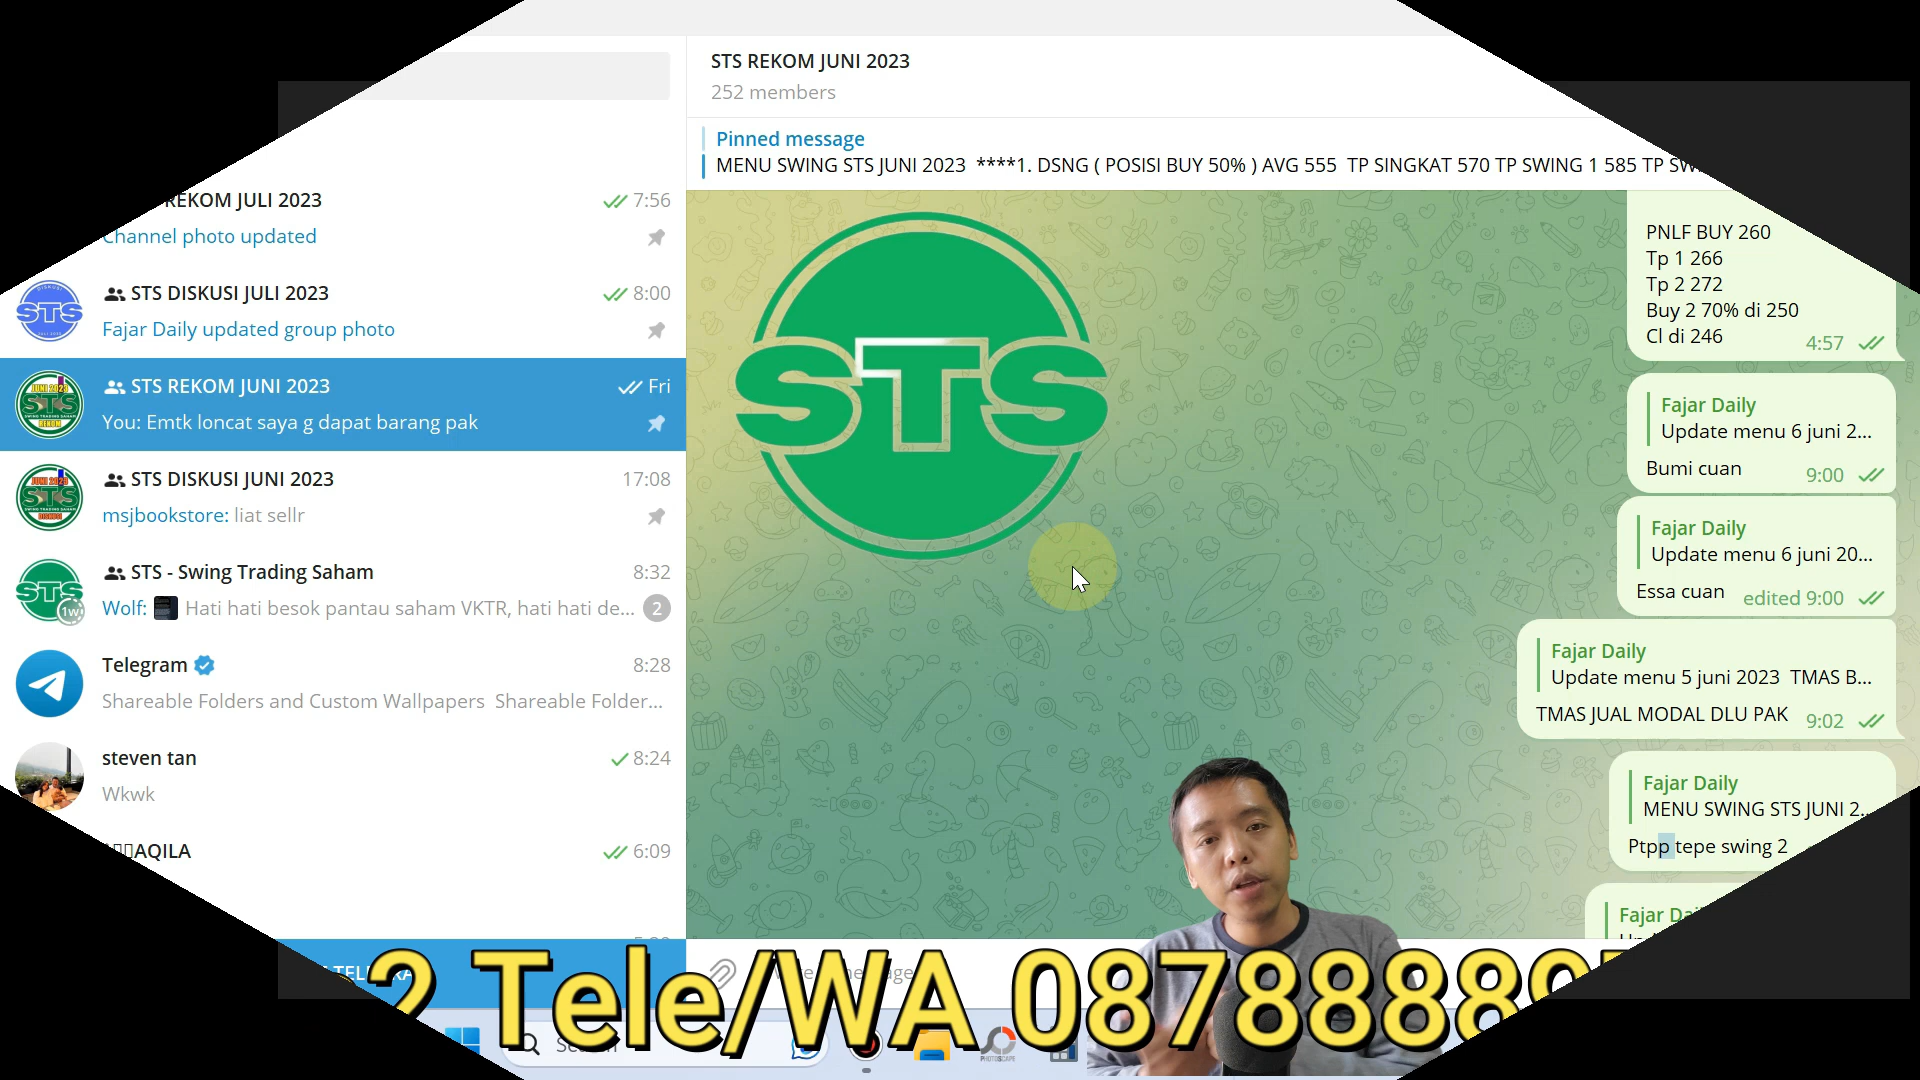 STS REKOM JUNI 2023
252 members
Pinned message
MENU SWING STS JUNI 2023 ****1. DSNG ( POSISI BUY 50% ) AVG 555 TP SINGKAT 570 TP SWING 1 585 TP
REKOM JULI 2023
7:56
Channel photo updated
STS DISKUSI JULI 2023
8:00
Fajar Daily updated group photo
STS REKOM JUNI 2023
Fri
You: Emtk loncat saya g dapat barang pak
STS DISKUSI JUNI 2023
17:08
msjbookstore: liat sellr
STS - Swing Trading Saham
8:32
Wolf: Hati hati besok pantau saham VKTR, hati hati de...
2
1w
Telegram
8:28
Shareable Folders and Custom Wallpapers Shareable Folder...
steven tan
8:24
Wkwk
AQILA
6:09
STS
PNLF BUY 260
Tp 1 266
Tp 2 272
Buy 2 70% di 250
Cl di 246
4:57
Fajar Daily
Update menu 6 juni 2...
Bumi cuan
9:00
Fajar Daily
Update menu 6 juni 20...
Essa cuan
edited 9:00
Fajar Daily
Update menu 5 juni 2023 TMAS B...
TMAS JUAL MODAL DLU PAK
9:02
Fajar Daily
MENU SWING STS JUNI 2...
Ptpp tepe swing 2
Fajar
2 Tele/WA 08788889